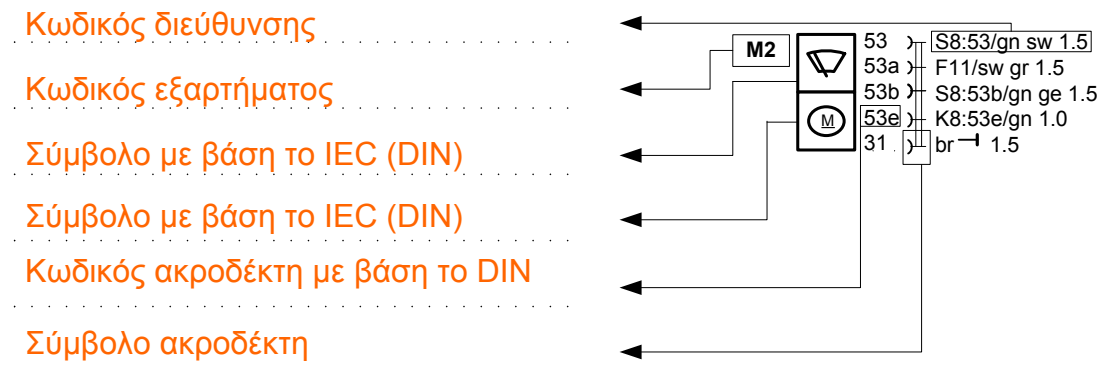 Κωδικός διεύθυνσης
Κωδικός εξαρτήματος
Σύμβολο με βάση το IEC (DIN)
Σύμβολο με βάση το IEC (DIN)
Κωδικός ακροδέκτη με βάση το DIN
Σύμβολο ακροδέκτη
M2
M
53 S8:53/gn sw 1.5
53a F11/sw gr 1.5
53b S8:53b/gn ge 1.5
53e K8:53e/gn 1.0
31 br 1.5